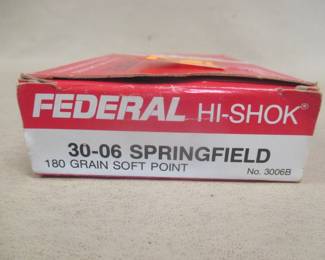 FEDERAL HI-SHOK®
30-06 SPRINGFIELD
180 GRAIN SOFT POINT No. 3006B